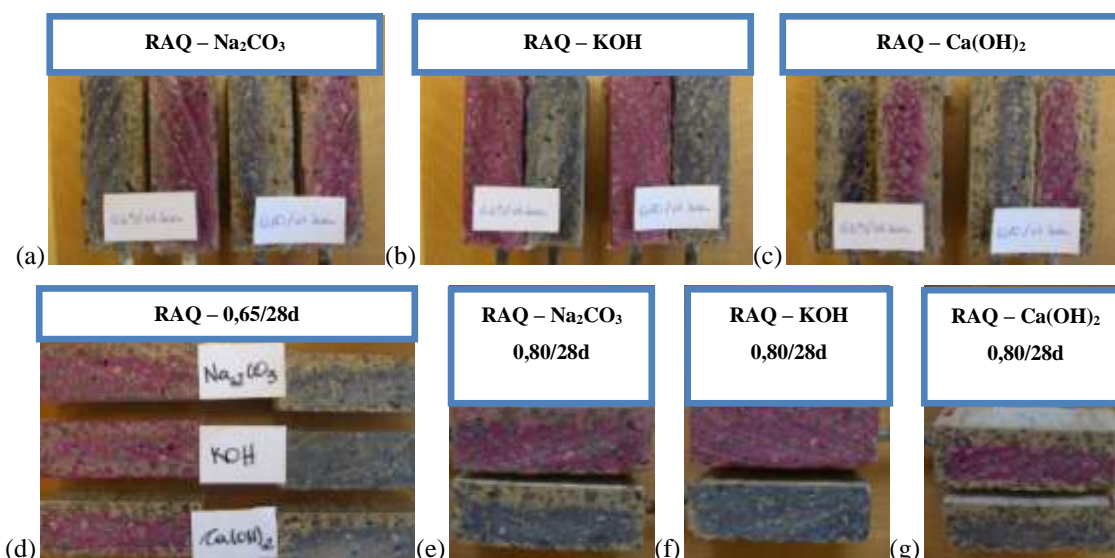 RAQ – Na₂CO₃
RAQ – KOH
RAQ – Ca(OH)₂
(a)
(b)
(c)
RAQ – 0,65/28d
RAQ – Na₂CO₃
0,80/28d
RAQ – KOH
0,80/28d
RAQ – Ca(OH)₂
0,80/28d
Na₂CO₃
KOH
Ca(OH)₂
(d)
(e)
(f)
(g)